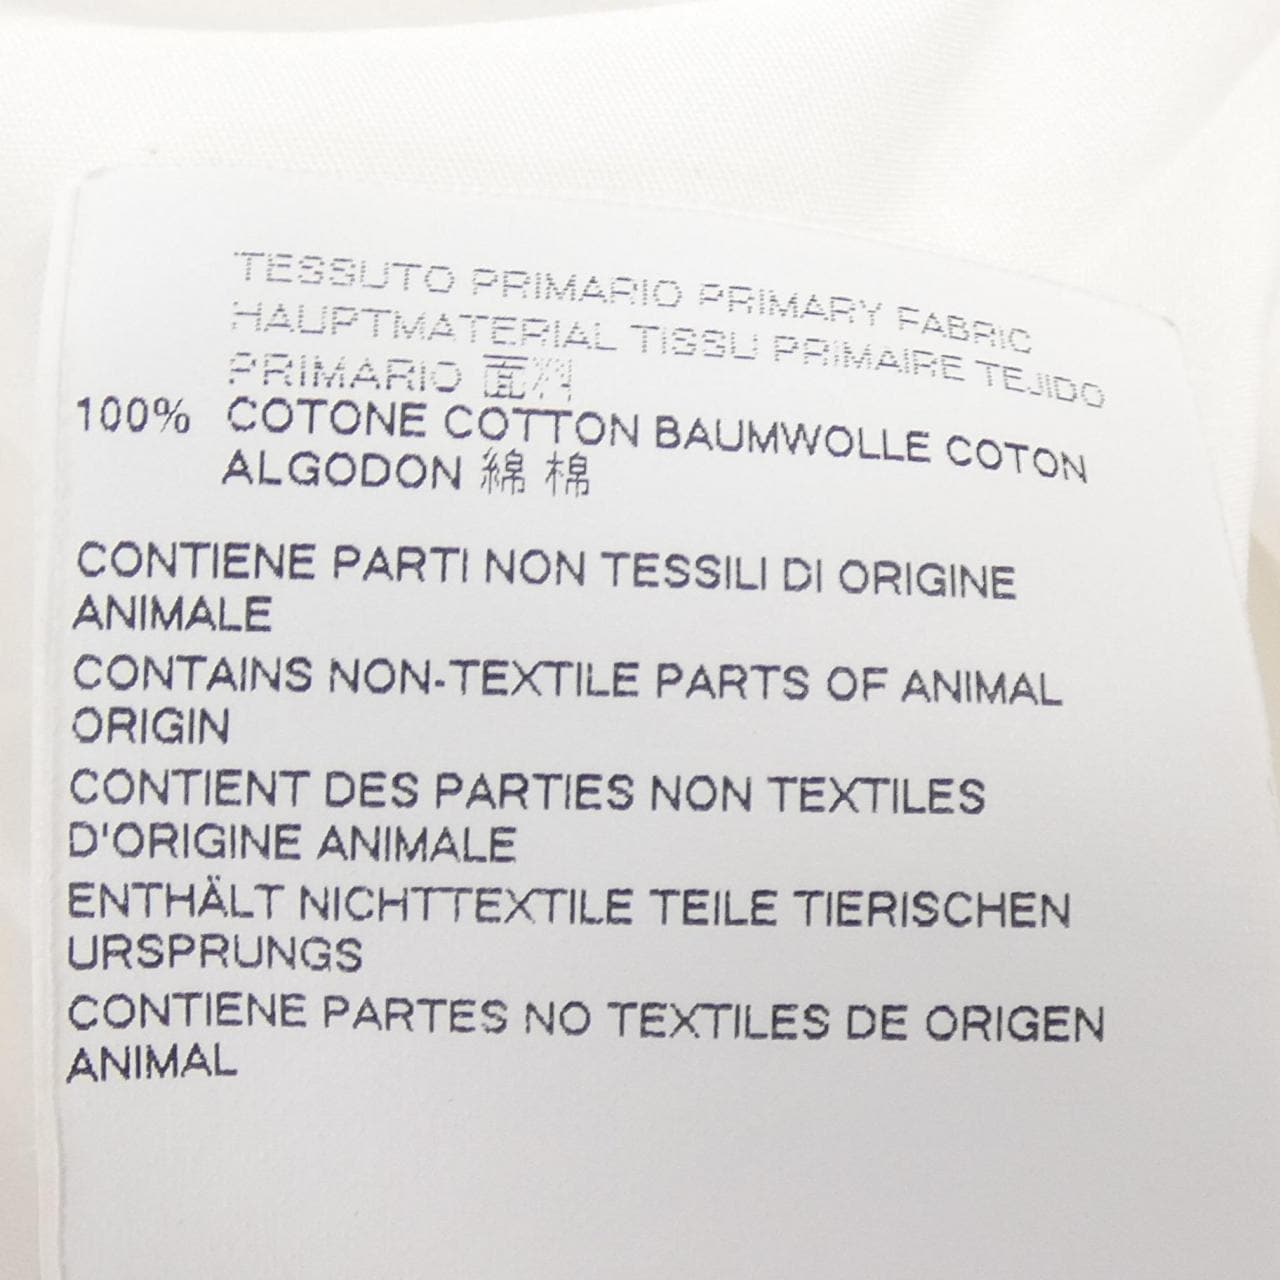 TESSUTO PRIMARIO PRIMARY FABRIC
HAUPTMATERIAL TISSU PRIMAIRE TEJIDO
PRIMARIO 面料
100% COTONE COTTON BAUMWOLLE COTON
ALGODON 綿 棉
CONTIENE PARTI NON TESSILI DI ORIGINE
ANIMALE
CONTAINS NON-TEXTILE PARTS OF ANIMAL
ORIGIN
CONTIENT DES PARTIES NON TEXTILES
D'ORIGINE ANIMALE
ENTHÄLT NICHTTEXTILE TEILE TIERISCHEN
URSPRUNGS
CONTIENE PARTES NO TEXTILES DE ORIGEN
ANIMAL